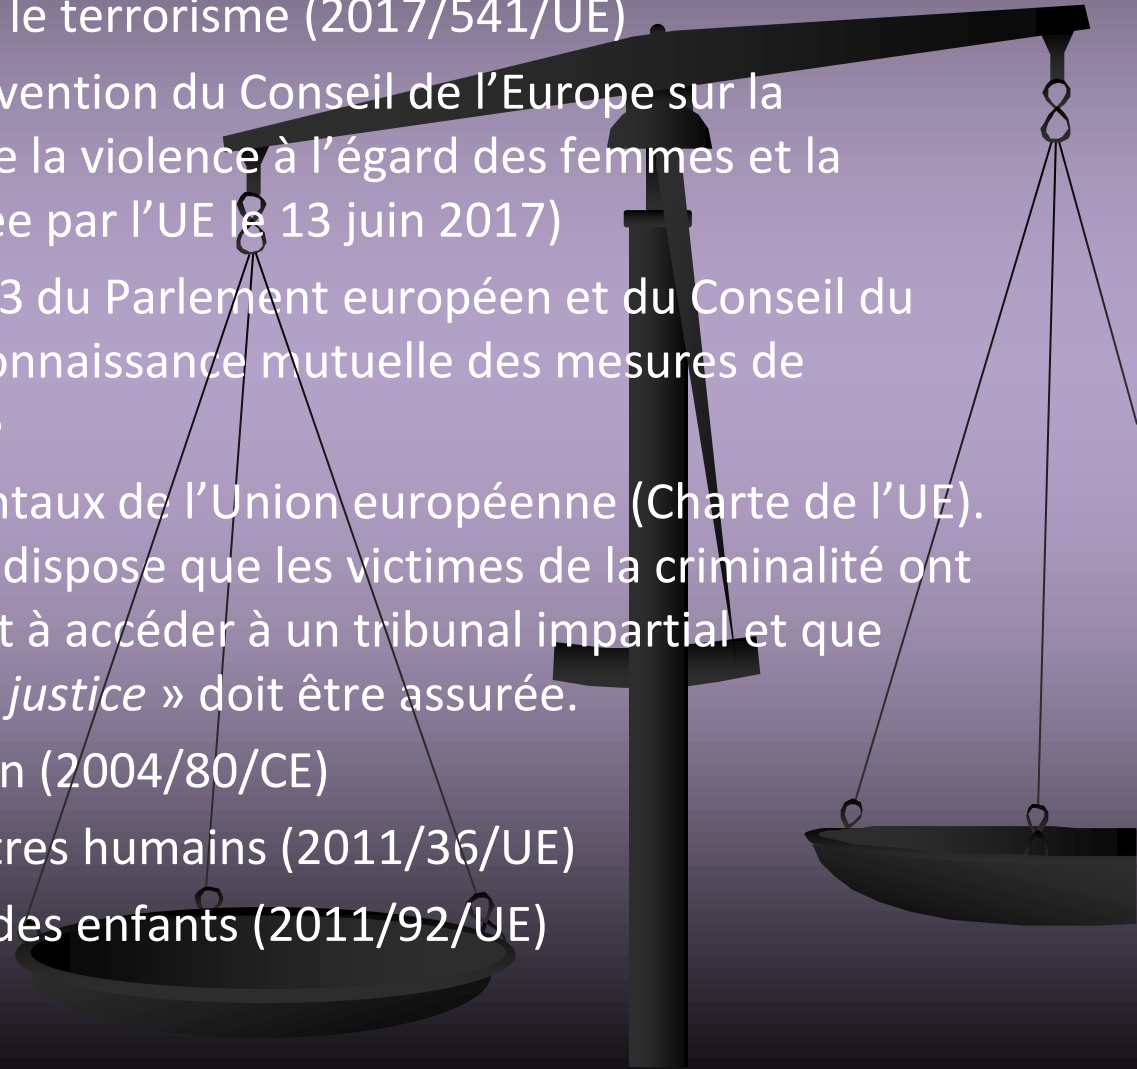 le terrorisme (2017/541/UE)
vention du Conseil de l’Europe sur la
e la violence à l’égard des femmes et la
ée par l’UE le 13 juin 2017)
3 du Parlement européen et du Conseil du
onnaissance mutuelle des mesures de
ntaux de l’Union européenne (Charte de l’UE).
dispose que les victimes de la criminalité ont
t à accéder à un tribunal impartial et que
justice » doit être assurée.
n (2004/80/CE)
tres humains (2011/36/UE)
des enfants (2011/92/UE)